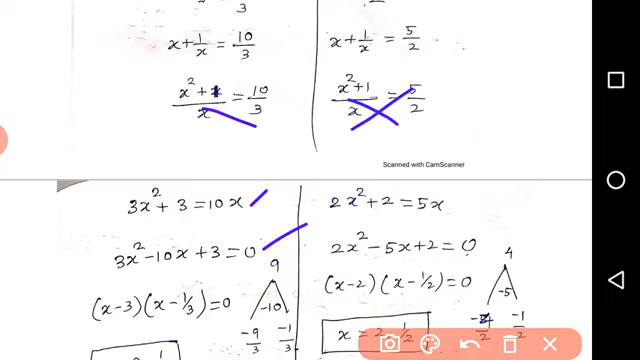 3
2
x + 1/x = 10/3
x + 1/x = 5/2
x² + 1/x = 10/3
x² + 1/x = 5/2
Scanned with CamScanner
3x² + 3 = 10x
2x² + 2 = 5x
3x² - 10x + 3 = 0
2x² - 5x + 2 = 0
9
4
(x - 3) (x - 1/3) = 0
(x - 2) (x - 1/2) = 0
-10
-5
-9/3 -1/3
-4/2 -1/2
x = 2 1/2